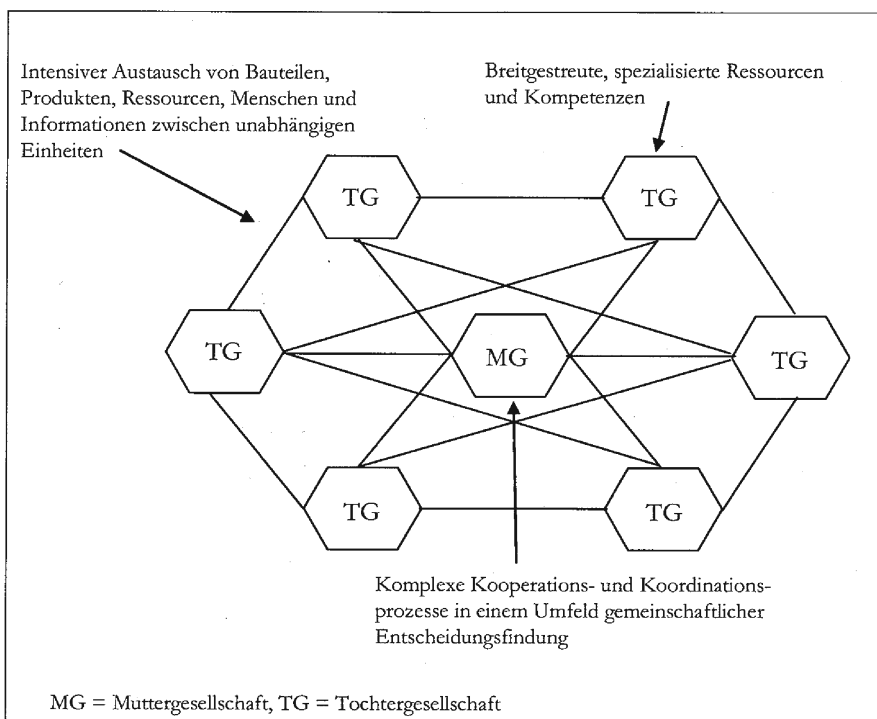 Intensiver Austausch von Bauteilen,
Produkten, Ressourcen, Menschen und
Informationen zwischen unabhängigen
Einheiten
Breitgestreute, spezialisierte Ressourcen
und Kompetenzen
TG
TG
TG
MG
TG
TG
TG
Komplexe Kooperations- und Koordinations-
prozesse in einem Umfeld gemeinschaftlicher
Entscheidungsfindung
MG = Muttergesellschaft, TG = Tochtergesellschaft